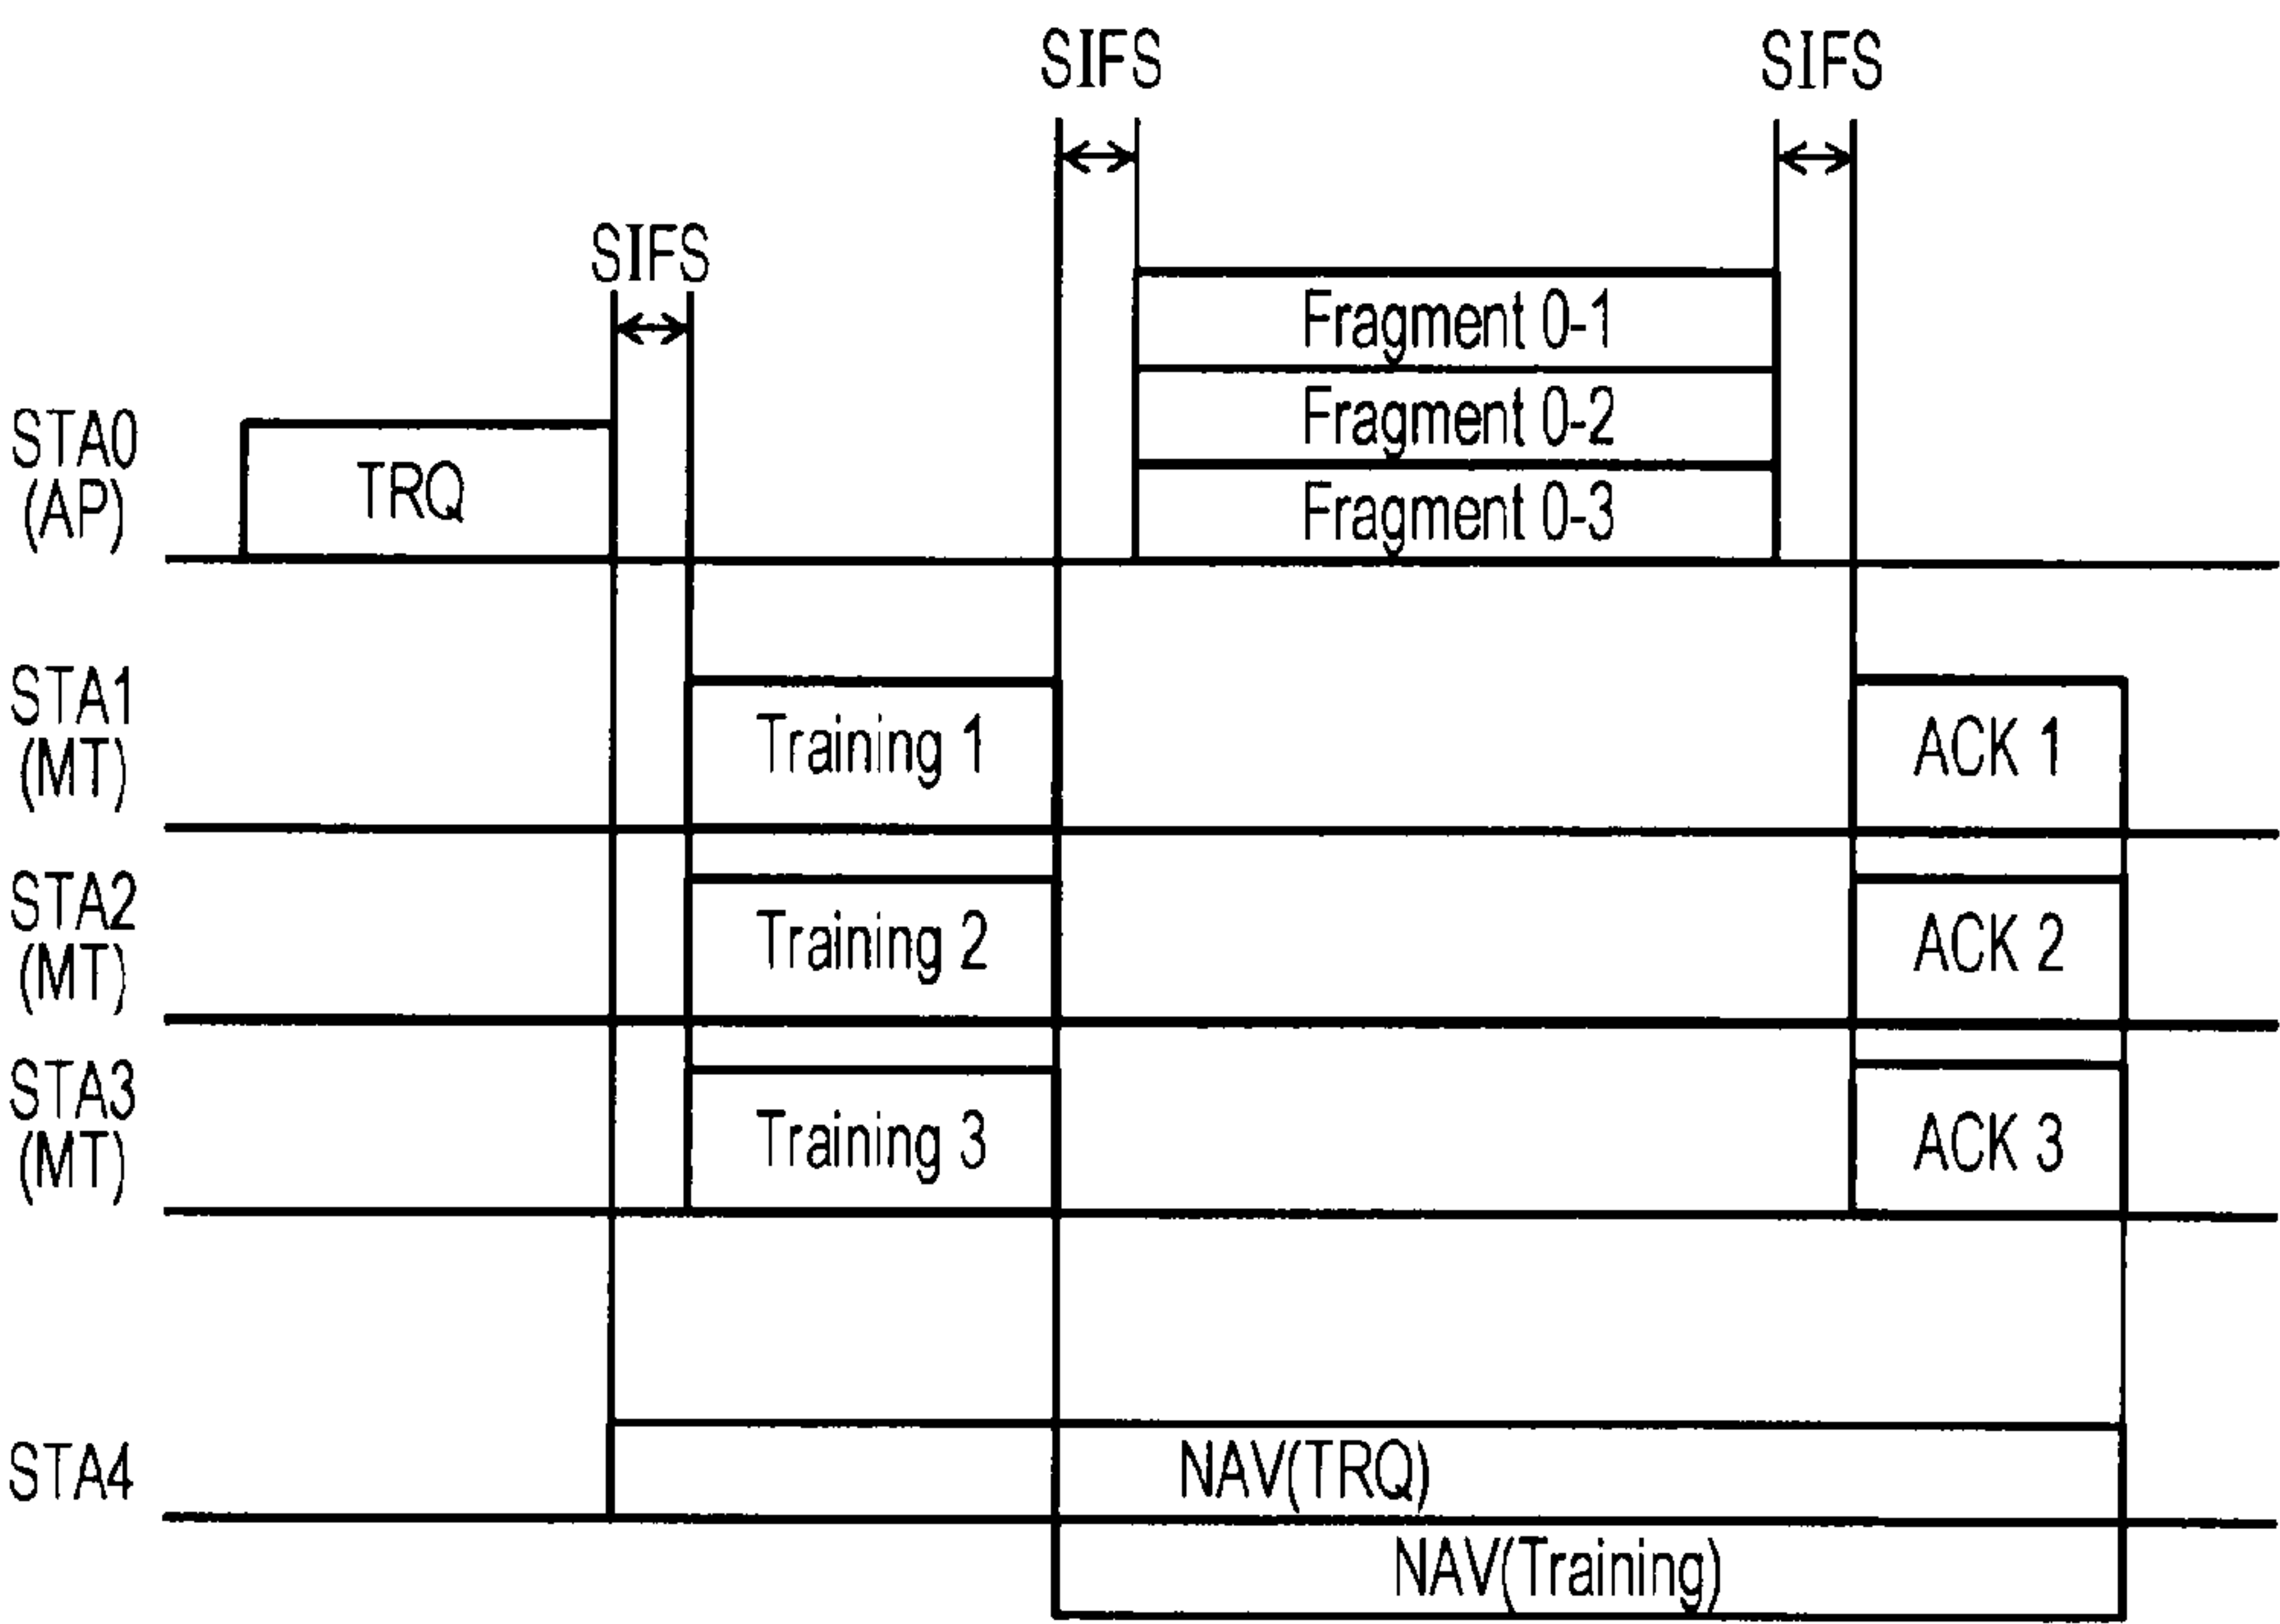 SIFS
SIFS
SIFS
Fragment 0-1
Fragment 0-2
Fragment 0-3
STA0
(AP)
TRQ
STA1
(MT)
Training 1
ACK 1
STA2
(MT)
Training 2
ACK 2
STA3
(MT)
Training 3
ACK 3
STA4
NAV(TRQ)
NAV(Training)